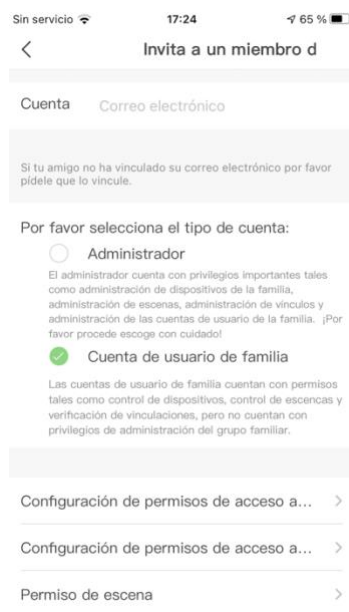 Sin servicio 17:24 65 %
Invita a un miembro d
Cuenta Correo electrónico
Si tu amigo no ha vinculado su correo electrónico por favor
pídele que lo vincule.
Por favor selecciona el tipo de cuenta:
Administrador
El administrador cuenta con privilegios importantes tales
como administración de dispositivos de la familia,
administración de escenas, administración de vínculos y
administración de las cuentas de usuario de la familia. ¡Por
favor procede escoge con cuidado!
Cuenta de usuario de familia
Las cuentas de usuario de familia cuentan con permisos
tales como control de dispositivos, control de escencas y
verificación de vinculaciones, pero no cuentan con
privilegios de administración del grupo familiar.
Configuración de permisos de acceso a...
Configuración de permisos de acceso a...
Permiso de escena